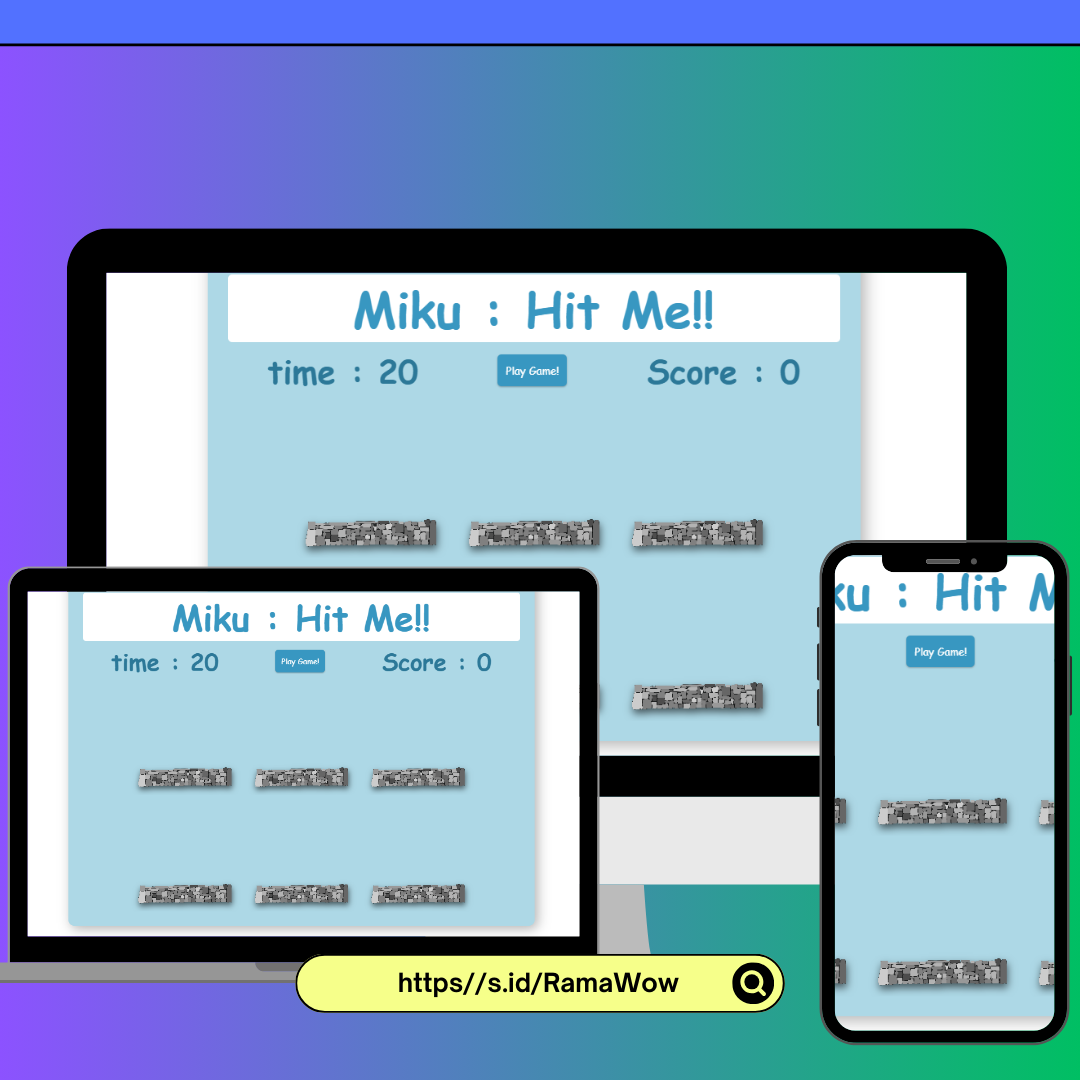 Miku : Hit Me!!
time : 20 Play Game! Score : 0
Miku : Hit Me!!
time : 20 Play Game! Score : 0
ku : Hit M
Play Game!
https//s.id/RamaWow